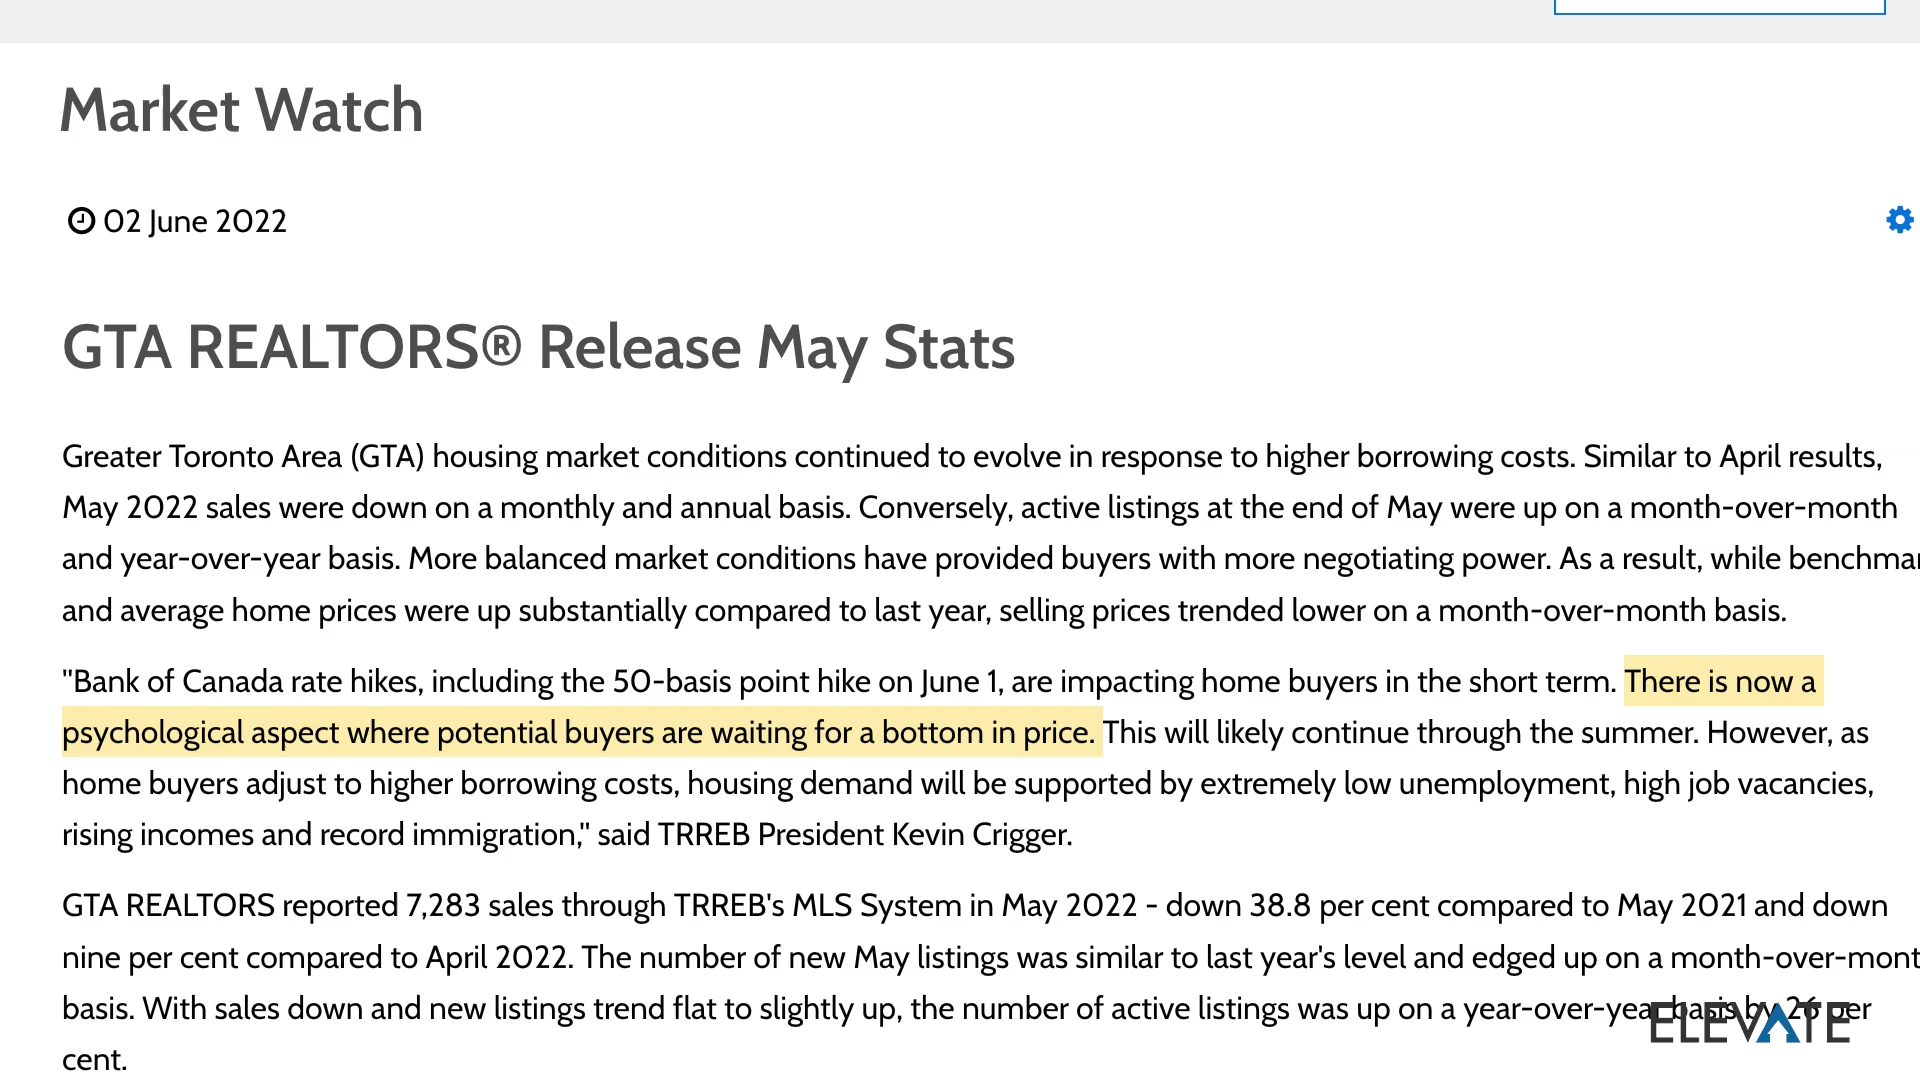 Market Watch
02 June 2022
GTA REALTORS® Release May Stats
Greater Toronto Area (GTA) housing market conditions continued to evolve in response to higher borrowing costs. Similar to April results,
May 2022 sales were down on a monthly and annual basis. Conversely, active listings at the end of May were up on a month-over-month
and year-over-year basis. More balanced market conditions have provided buyers with more negotiating power. As a result, while benchmar
and average home prices were up substantially compared to last year, selling prices trended lower on a month-over-month basis.
"Bank of Canada rate hikes, including the 50-basis point hike on June 1, are impacting home buyers in the short term. There is now a
psychological aspect where potential buyers are waiting for a bottom in price. This will likely continue through the summer. However, as
home buyers adjust to higher borrowing costs, housing demand will be supported by extremely low unemployment, high job vacancies,
rising incomes and record immigration," said TRREB President Kevin Crigger.
GTA REALTORS reported 7,283 sales through TRREB's MLS System in May 2022 - down 38.8 per cent compared to May 2021 and down
nine per cent compared to April 2022. The number of new May listings was similar to last year's level and edged up on a month-over-mont
basis. With sales down and new listings trend flat to slightly up, the number of active listings was up on a year-over-year basis by 26 per
cent.
ELEVATE